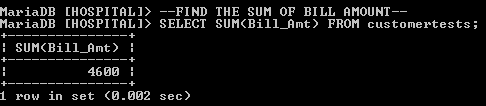 MariaDB [HOSPITAL]> --FIND THE SUM OF BILL AMOUNT--
MariaDB [HOSPITAL]> SELECT SUM(Bill_Amt) FROM customertests;
+---------------+
| SUM(Bill_Amt) |
+---------------+
|          4600 |
+---------------+
1 row in set (0.002 sec)